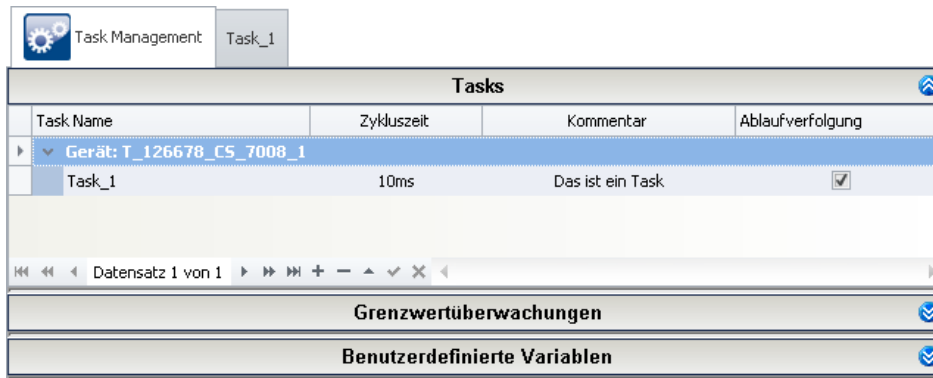 Task Management Task_1
Tasks
Task Name Zykluszeit Kommentar Ablaufverfolgung
Gerät: T_126678_CS_7008_1
Task_1 10ms Das ist ein Task
Datensatz 1 von 1
Grenzwertüberwachungen
Benutzerdefinierte Variablen